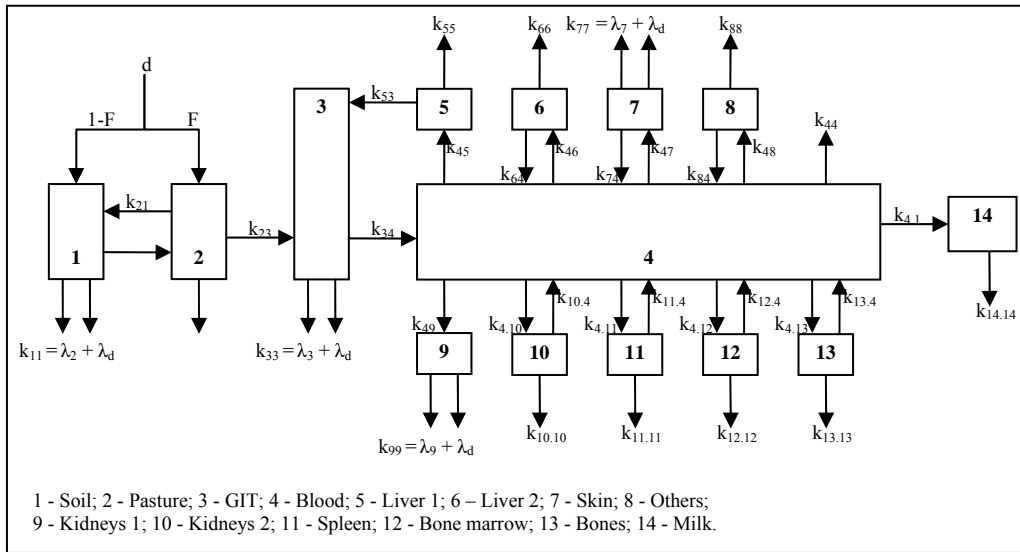 k55
k66
k77 = λ7 + λd
k88
d
1-F
F
3
k53
5
6
7
8
k44
k45
k64
k46
k74
k47
k84
k48
k21
k23
k34
k4.1
14
1
2
4
k14.14
k11 = λ2 + λd
k33 = λ3 + λd
k49
k4.10
k10.4
k4.11
k11.4
k4.12
k12.4
k4.13
k13.4
9
10
11
12
13
k99 = λ9 + λd
k10.10
k11.11
k12.12
k13.13
1 - Soil; 2 - Pasture; 3 - GIT; 4 - Blood; 5 - Liver 1; 6 – Liver 2; 7 - Skin; 8 - Others;
9 - Kidneys 1; 10 - Kidneys 2; 11 - Spleen; 12 - Bone marrow; 13 - Bones; 14 - Milk.